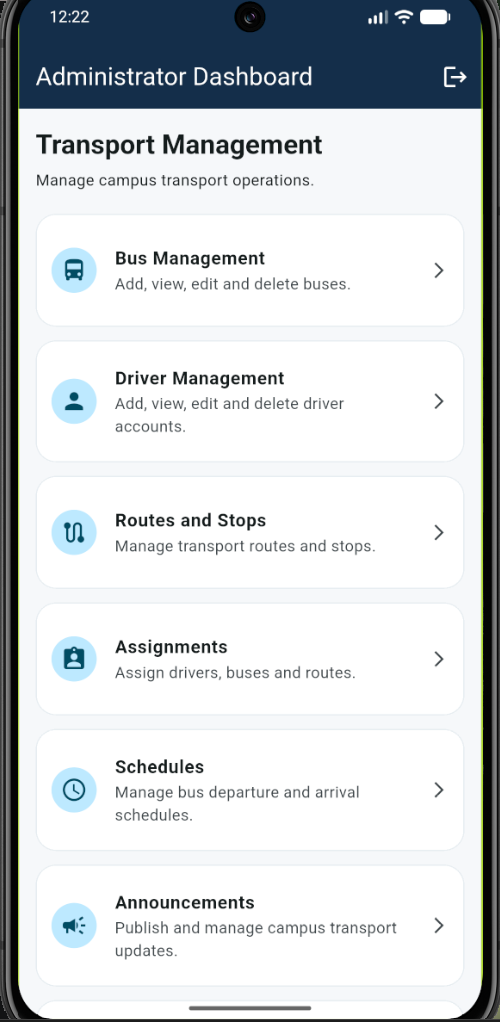 12:22
Administrator Dashboard
Transport Management
Manage campus transport operations.
Bus Management
Add, view, edit and delete buses.
Driver Management
Add, view, edit and delete driver
accounts.
Routes and Stops
Manage transport routes and stops.
Assignments
Assign drivers, buses and routes.
Schedules
Manage bus departure and arrival
schedules.
Announcements
Publish and manage campus transport
updates.